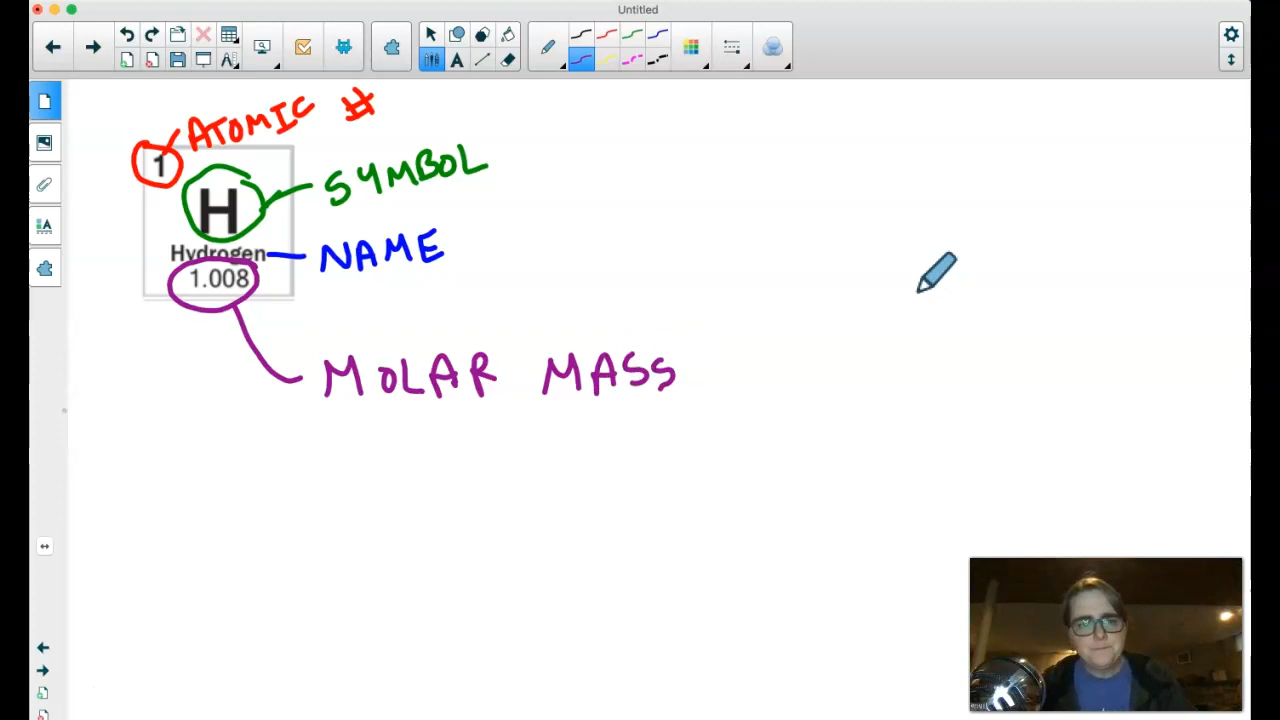 Untitled
ATOMIC #
1
SYMBOL
H
Hydrogen
NAME
1.008
MOLAR MASS